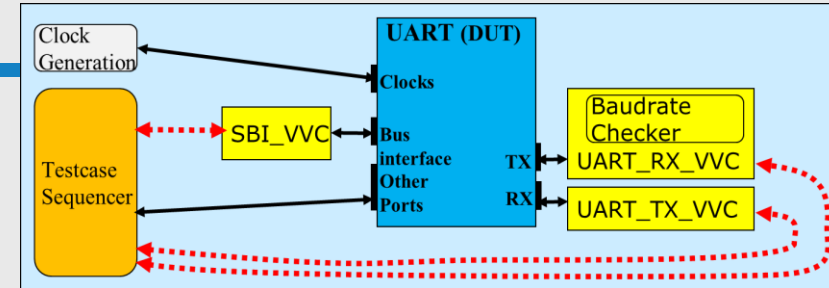 Clock
Generation
UART (DUT)
Clocks
Bus
interface
Other
Ports
TX
RX
SBI_VVC
Testcase
Sequencer
Baudrate
Checker
UART_RX_VVC
UART_TX_VVC